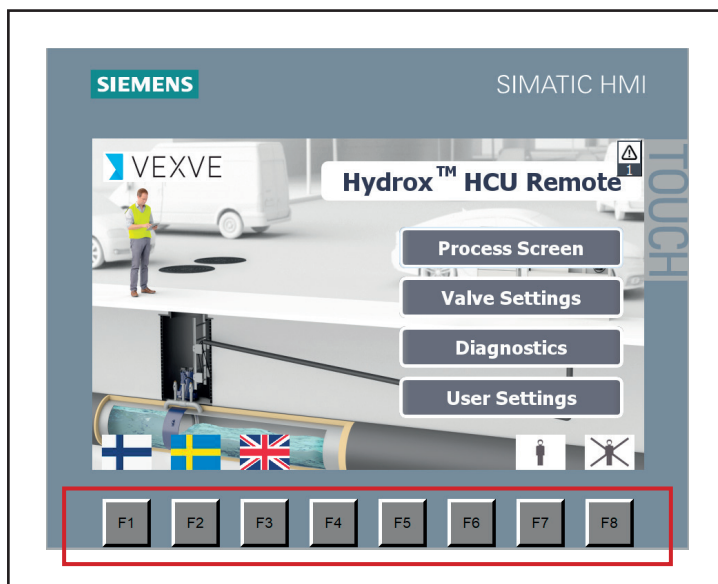 SIEMENS
SIMATIC HMI
TOUCH
VEXVE
1
Hydrox™ HCU Remote
Process Screen
Valve Settings
Diagnostics
User Settings
F1 F2 F3 F4 F5 F6 F7 F8